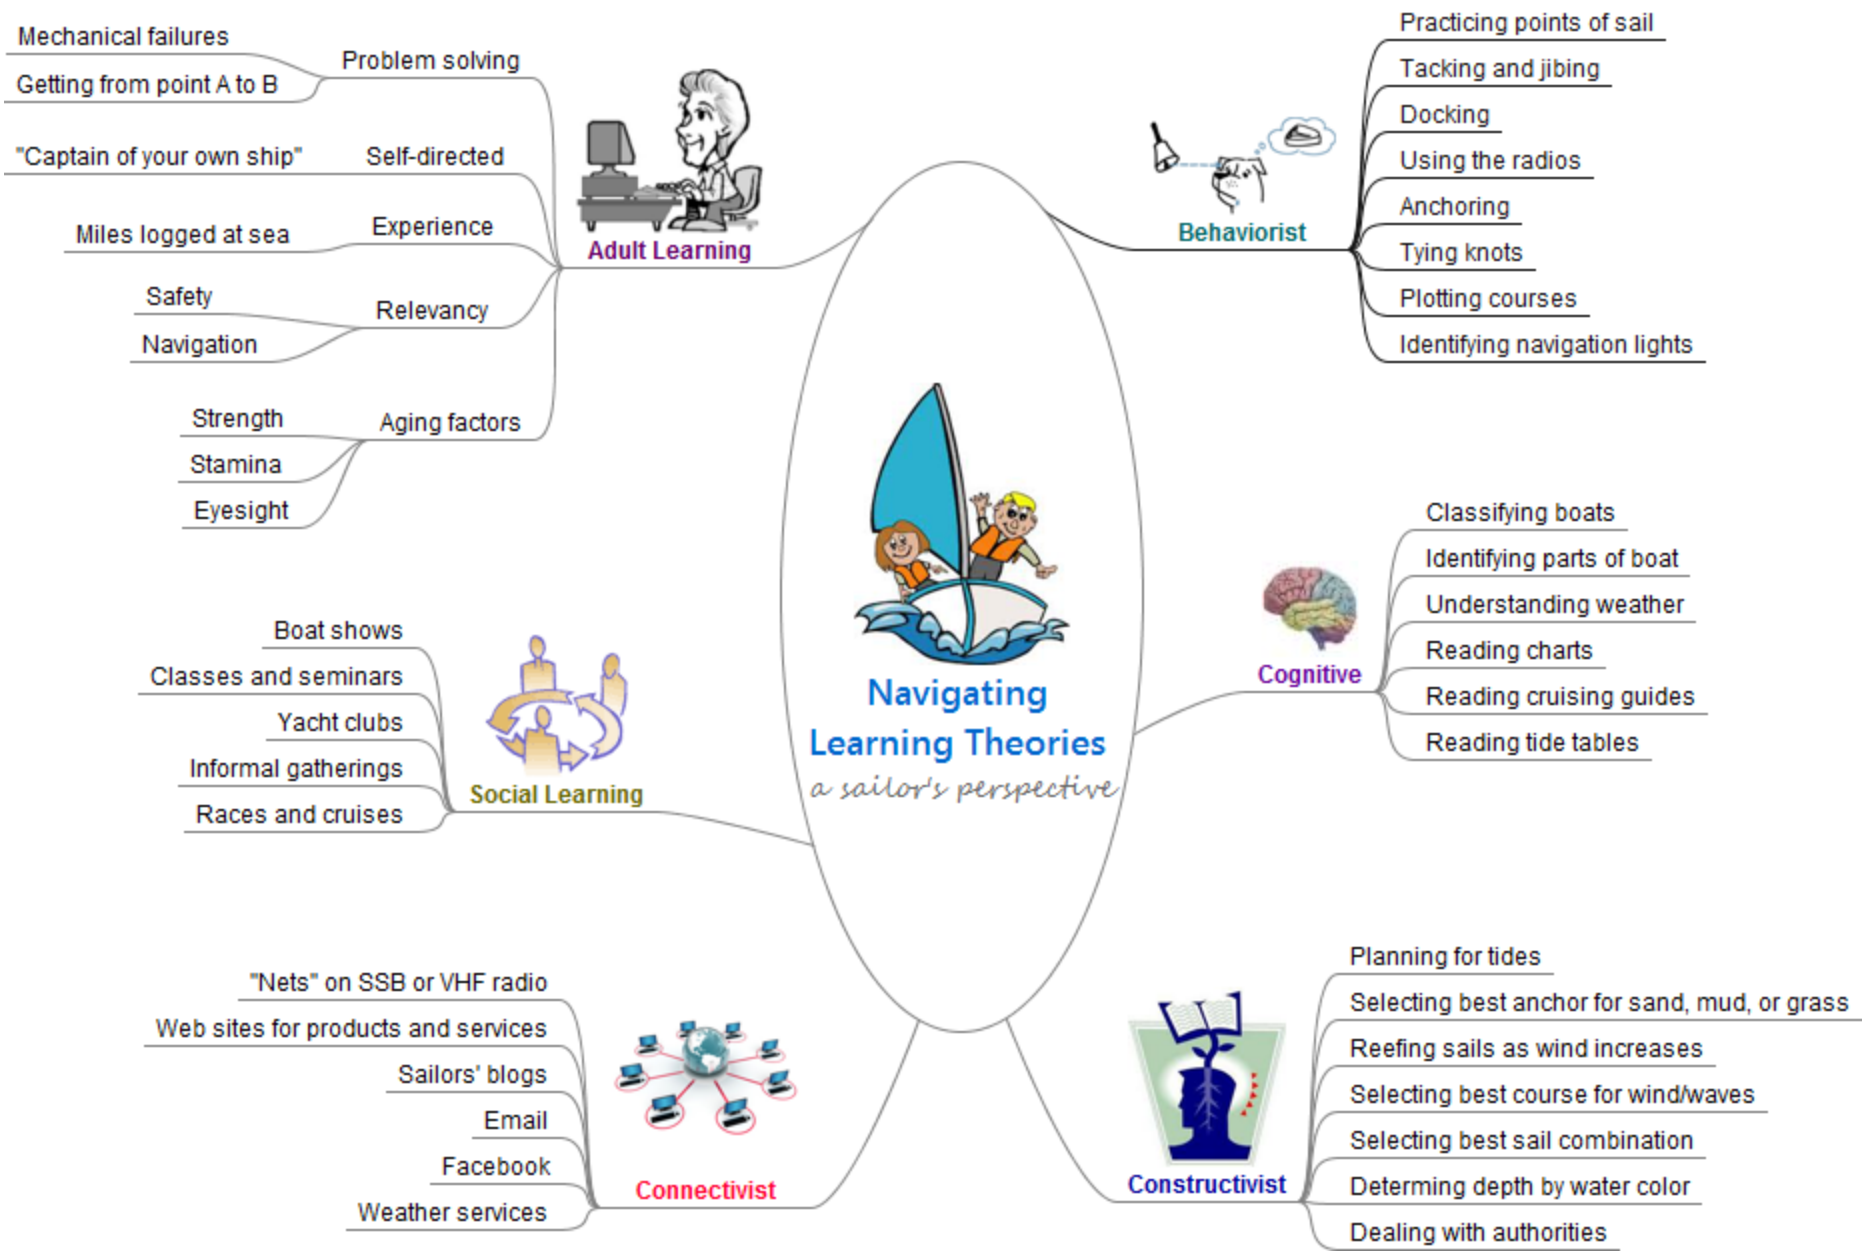 Navigating
Learning Theories
a sailor's perspective
Adult Learning
Problem solving
Mechanical failures
Getting from point A to B
Self-directed
"Captain of your own ship"
Experience
Miles logged at sea
Relevancy
Safety
Navigation
Aging factors
Strength
Stamina
Eyesight
Social Learning
Boat shows
Classes and seminars
Yacht clubs
Informal gatherings
Races and cruises
Connectivist
"Nets" on SSB or VHF radio
Web sites for products and services
Sailors' blogs
Email
Facebook
Weather services
Behaviorist
Practicing points of sail
Tacking and jibing
Docking
Using the radios
Anchoring
Tying knots
Plotting courses
Identifying navigation lights
Cognitive
Classifying boats
Identifying parts of boat
Understanding weather
Reading charts
Reading cruising guides
Reading tide tables
Constructivist
Planning for tides
Selecting best anchor for sand, mud, or grass
Reefing sails as wind increases
Selecting best course for wind/waves
Selecting best sail combination
Determing depth by water color
Dealing with authorities